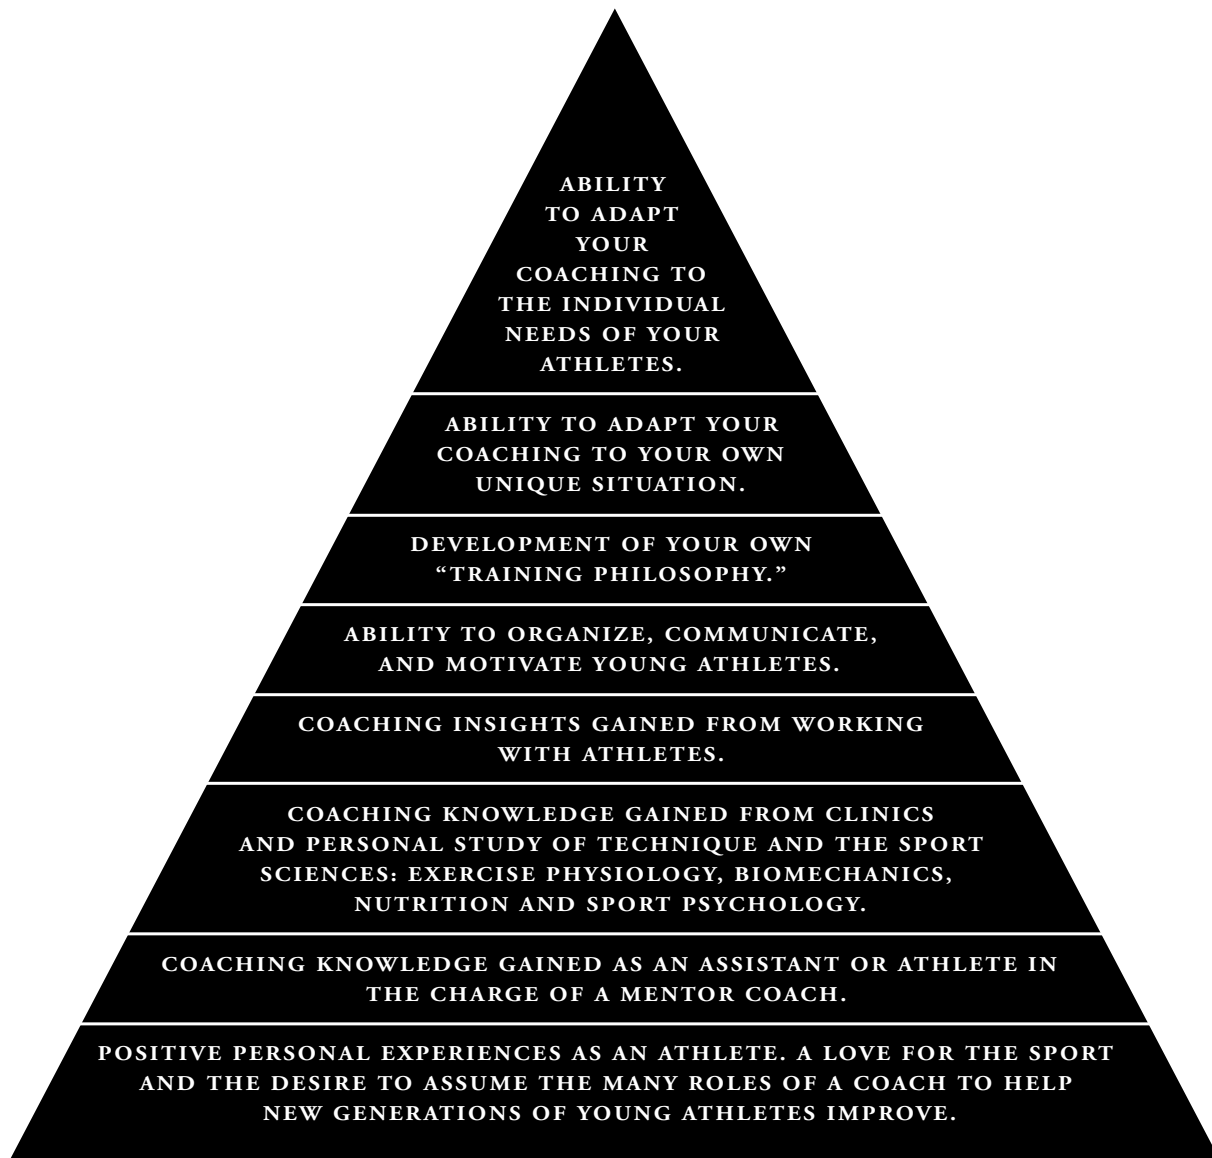 ABILITY
TO ADAPT
YOUR
COACHING TO
THE INDIVIDUAL
NEEDS OF YOUR
ATHLETES.
ABILITY TO ADAPT YOUR
COACHING TO YOUR OWN
UNIQUE SITUATION.
DEVELOPMENT OF YOUR OWN
“TRAINING PHILOSOPHY.”
ABILITY TO ORGANIZE, COMMUNICATE,
AND MOTIVATE YOUNG ATHLETES.
COACHING INSIGHTS GAINED FROM WORKING
WITH ATHLETES.
COACHING KNOWLEDGE GAINED FROM CLINICS
AND PERSONAL STUDY OF TECHNIQUE AND THE SPORT
SCIENCES: EXERCISE PHYSIOLOGY, BIOMECHANICS,
NUTRITION AND SPORT PSYCHOLOGY.
COACHING KNOWLEDGE GAINED AS AN ASSISTANT OR ATHLETE IN
THE CHARGE OF A MENTOR COACH.
POSITIVE PERSONAL EXPERIENCES AS AN ATHLETE. A LOVE FOR THE SPORT
AND THE DESIRE TO ASSUME THE MANY ROLES OF A COACH TO HELP
NEW GENERATIONS OF YOUNG ATHLETES IMPROVE.